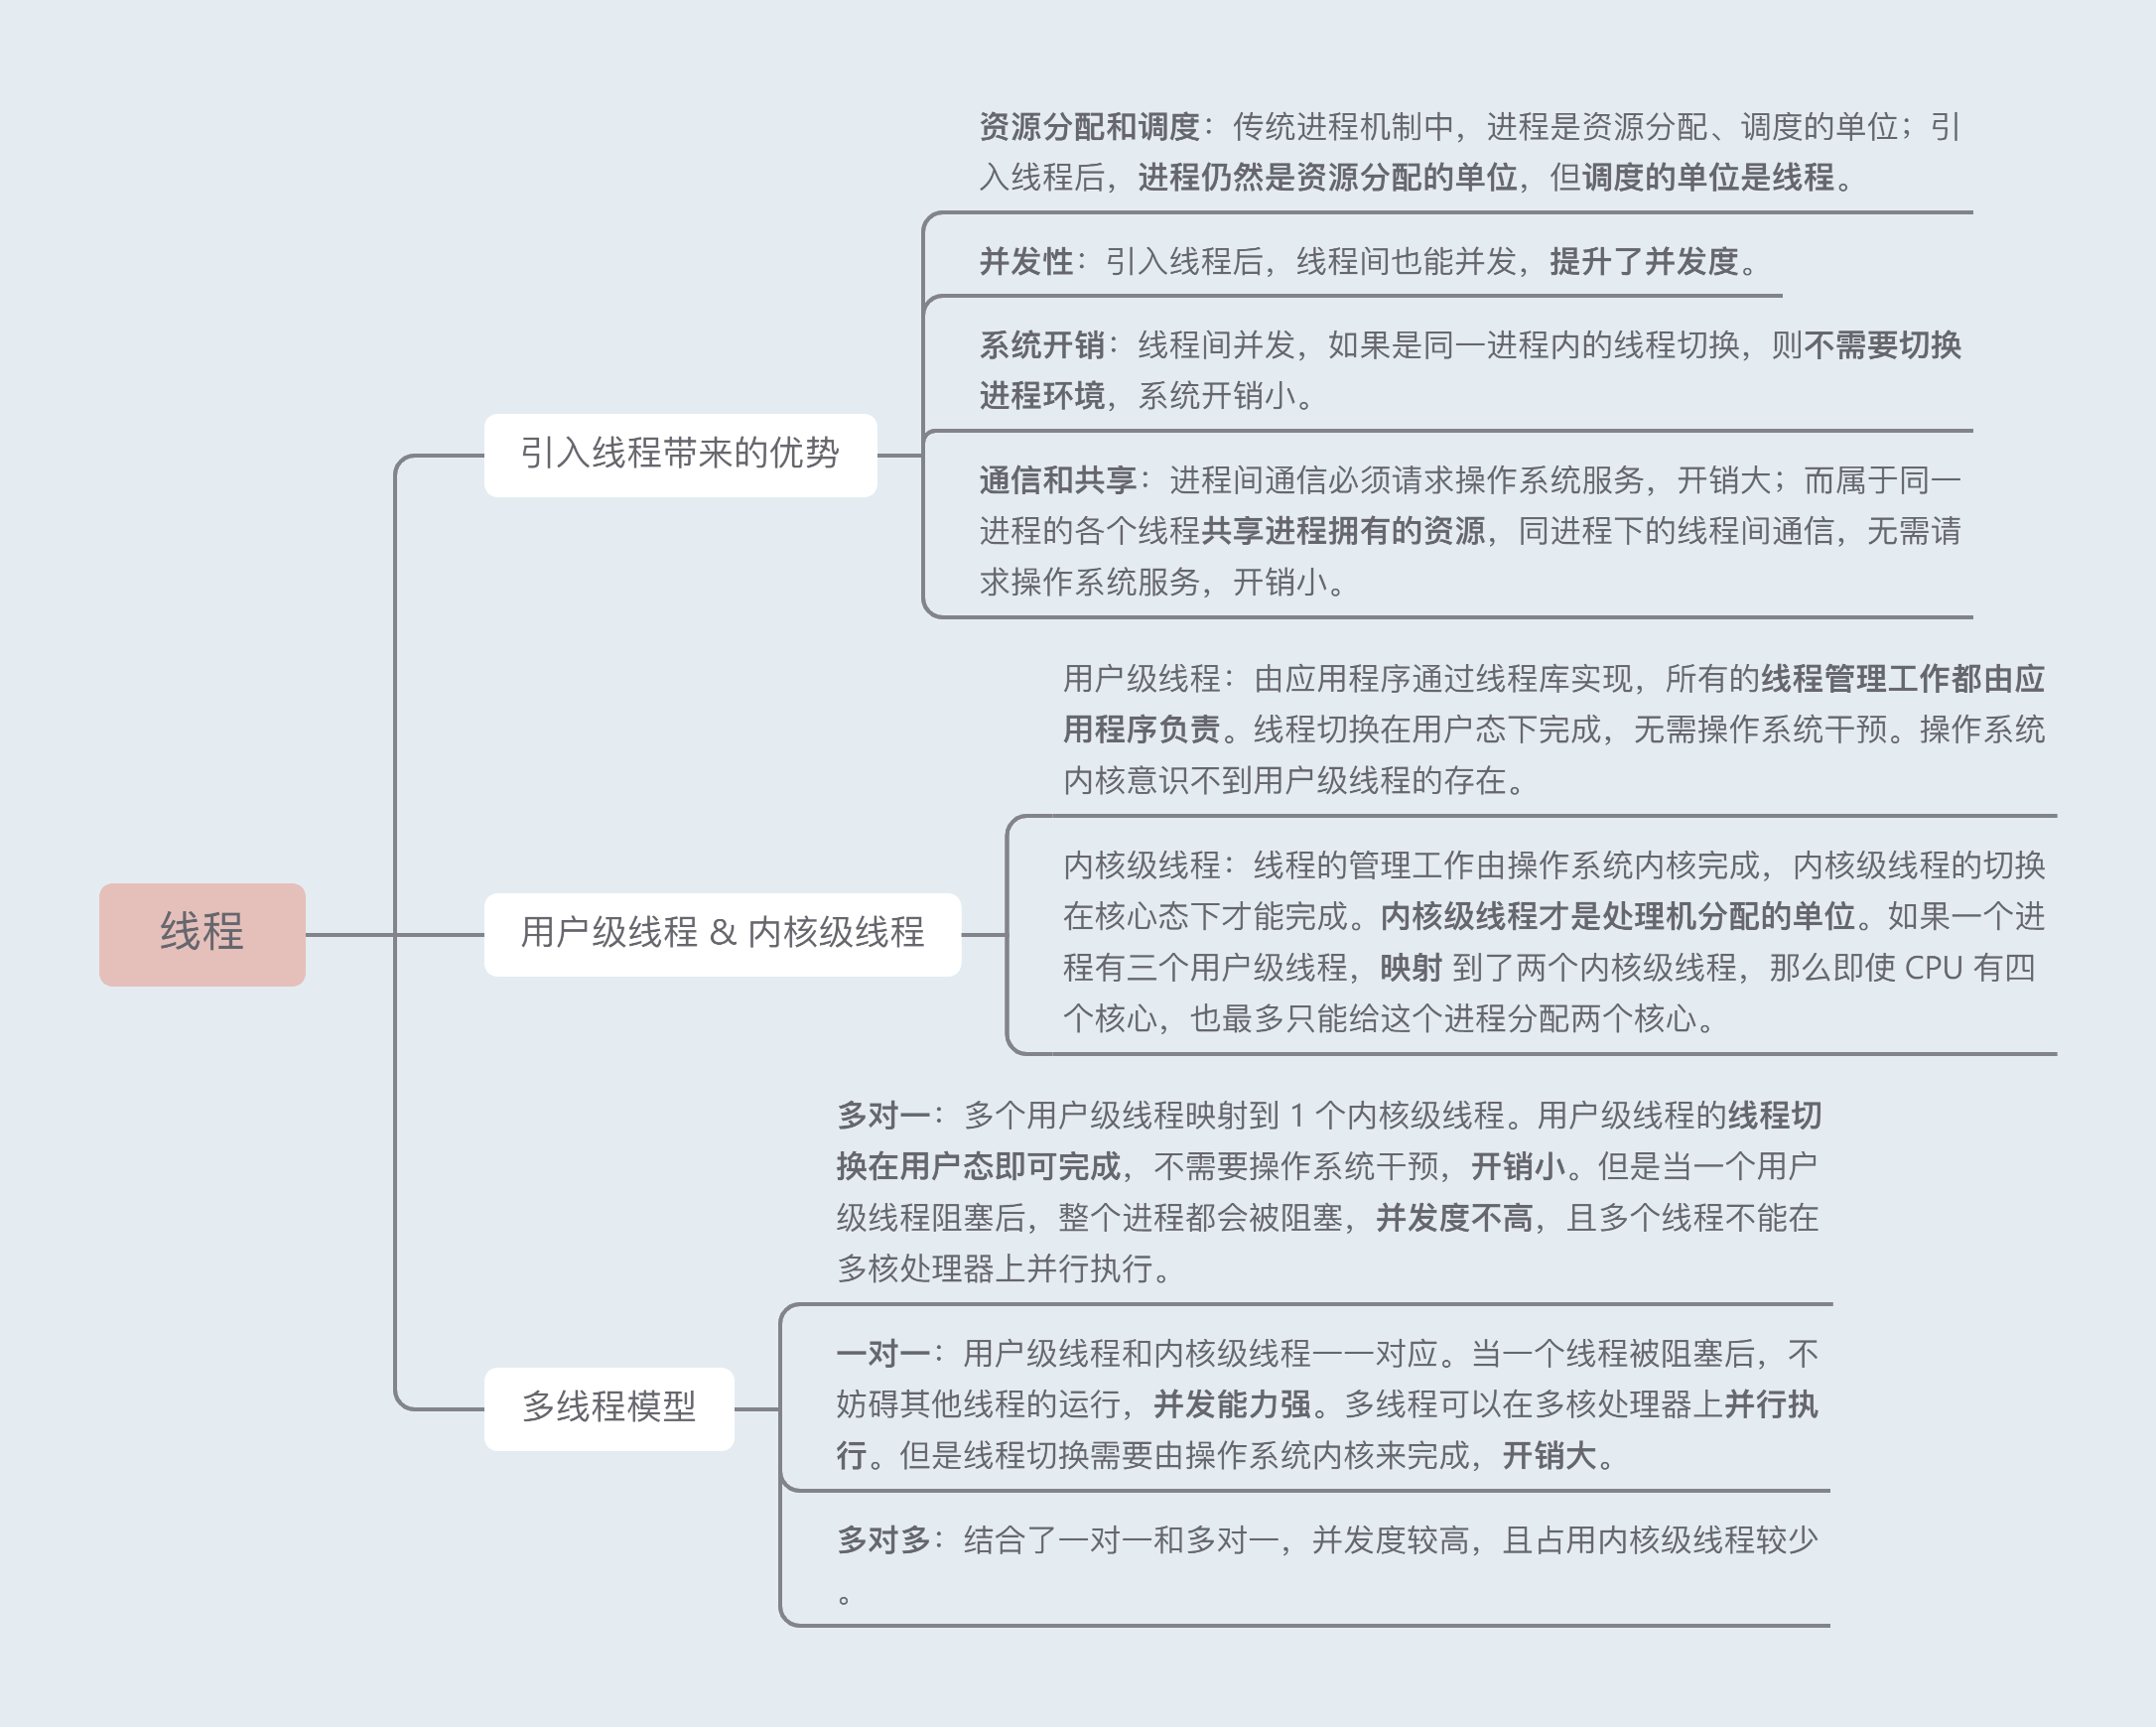 线程
引入线程带来的优势
资源分配和调度：传统进程机制中，进程是资源分配、调度的单位；引
入线程后，进程仍然是资源分配的单位，但调度的单位是线程。
并发性：引入线程后，线程间也能并发，提升了并发度。
系统开销：线程间并发，如果是同一进程内的线程切换，则不需要切换
进程环境，系统开销小。
通信和共享：进程间通信必须请求操作系统服务，开销大；而属于同一
进程的各个线程共享进程拥有的资源，同进程下的线程间通信，无需请
求操作系统服务，开销小。
用户级线程 & 内核级线程
用户级线程：由应用程序通过线程库实现，所有的线程管理工作都由应
用程序负责。线程切换在用户态下完成，无需操作系统干预。操作系统
内核意识不到用户级线程的存在。
内核级线程：线程的管理工作由操作系统内核完成，内核级线程的切换
在核心态下才能完成。内核级线程才是处理机分配的单位。如果一个进
程有三个用户级线程，映射 到了两个内核级线程，那么即使 CPU 有四
个核心，也最多只能给这个进程分配两个核心。
多线程模型
多对一：多个用户级线程映射到 1 个内核级线程。用户级线程的线程切
换在用户态即可完成，不需要操作系统干预，开销小。但是当一个用户
级线程阻塞后，整个进程都会被阻塞，并发度不高，且多个线程不能在
多核处理器上并行执行。
一对一：用户级线程和内核级线程一一对应。当一个线程被阻塞后，不
妨碍其他线程的运行，并发能力强。多线程可以在多核处理器上并行执
行。但是线程切换需要由操作系统内核来完成，开销大。
多对多：结合了一对一和多对一，并发度较高，且占用内核级线程较少
。